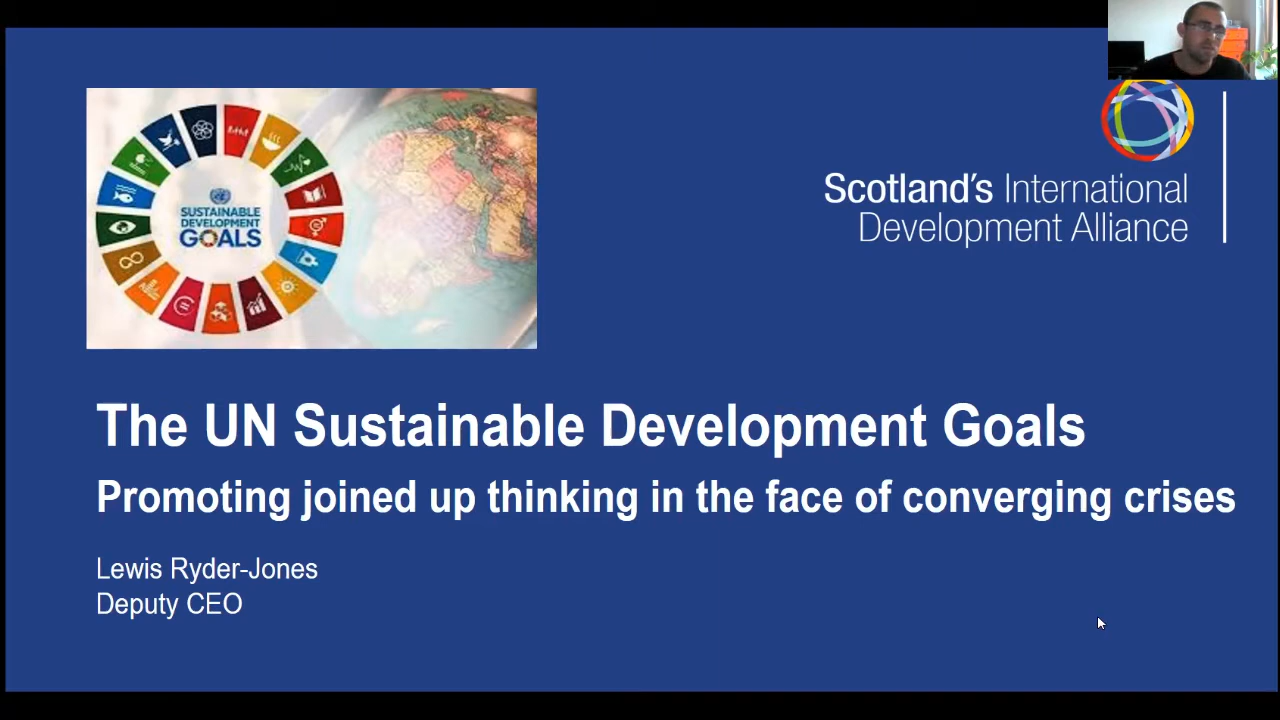 SUSTAINABLE
DEVELOPMENT
GOALS
Scotland's International
Development Alliance
The UN Sustainable Development Goals
Promoting joined up thinking in the face of converging crises
Lewis Ryder-Jones
Deputy CEO